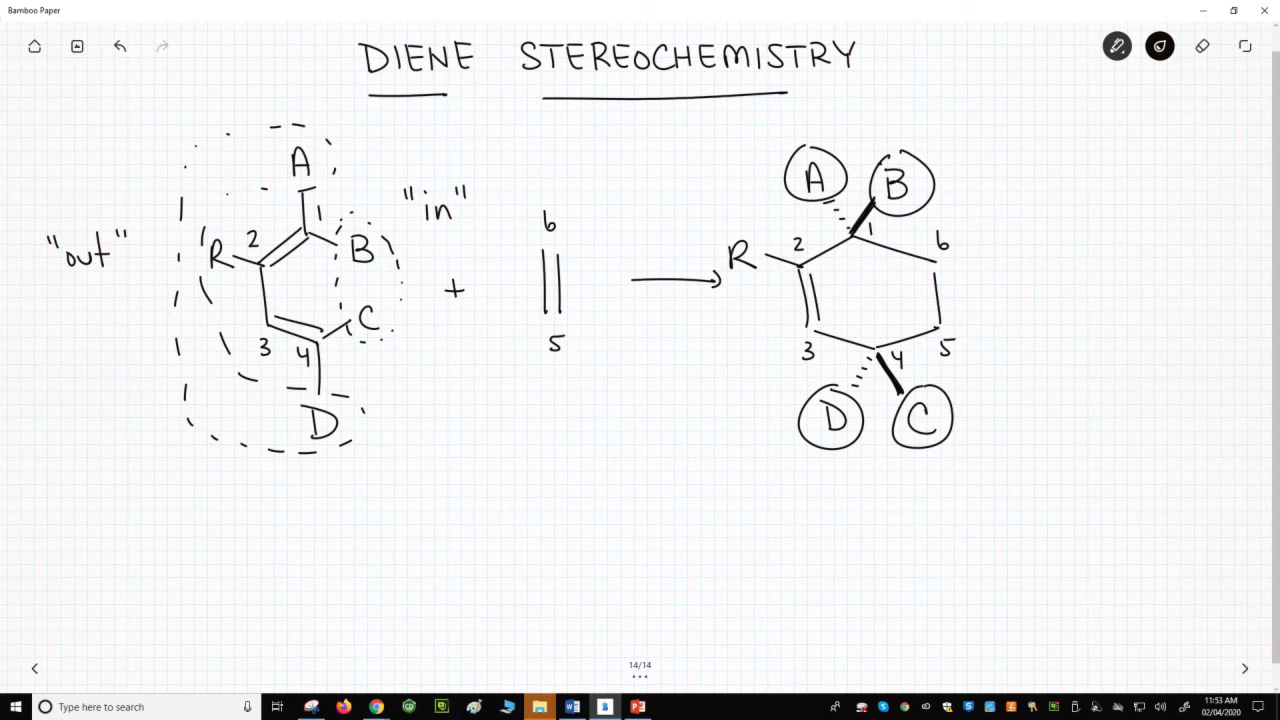 Bamboo Paper
DIENE STEREOCHEMISTRY
A
"in"
1
"out"
R
2
B
C
3
4
D
+
6
5
A
B
R
2
1
6
3
4
5
D
C
14/14
Type here to search
11:53 AM
02/04/2020